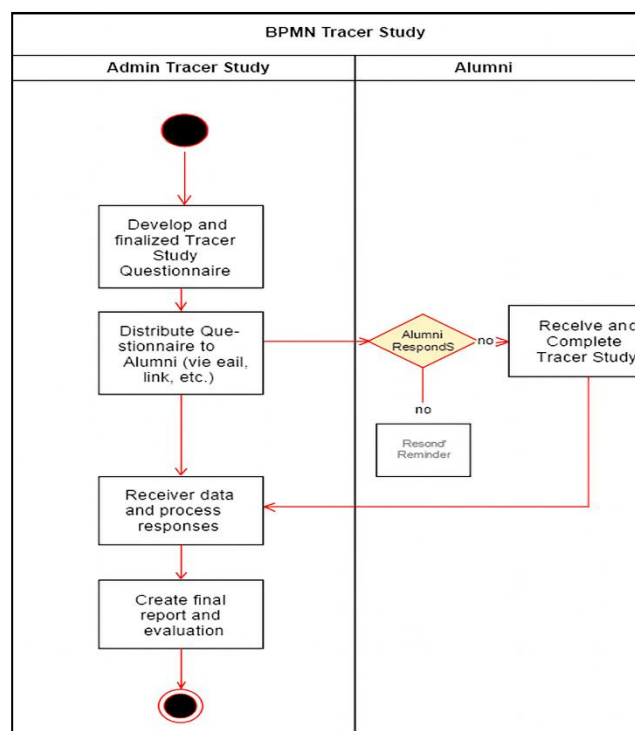 BPMN Tracer Study
Admin Tracer Study
Alumni
Develop and
finalized Tracer
Study
Questionnaire
Distribute Que-
stionnaire to
Alumni (vie eail,
link, etc.)
Alumni
RespondS
no
Recelve and
Complete
Tracer Study
no
Resond'
Reminder
Receiver data
and process
responses
Create final
report and
evaluation